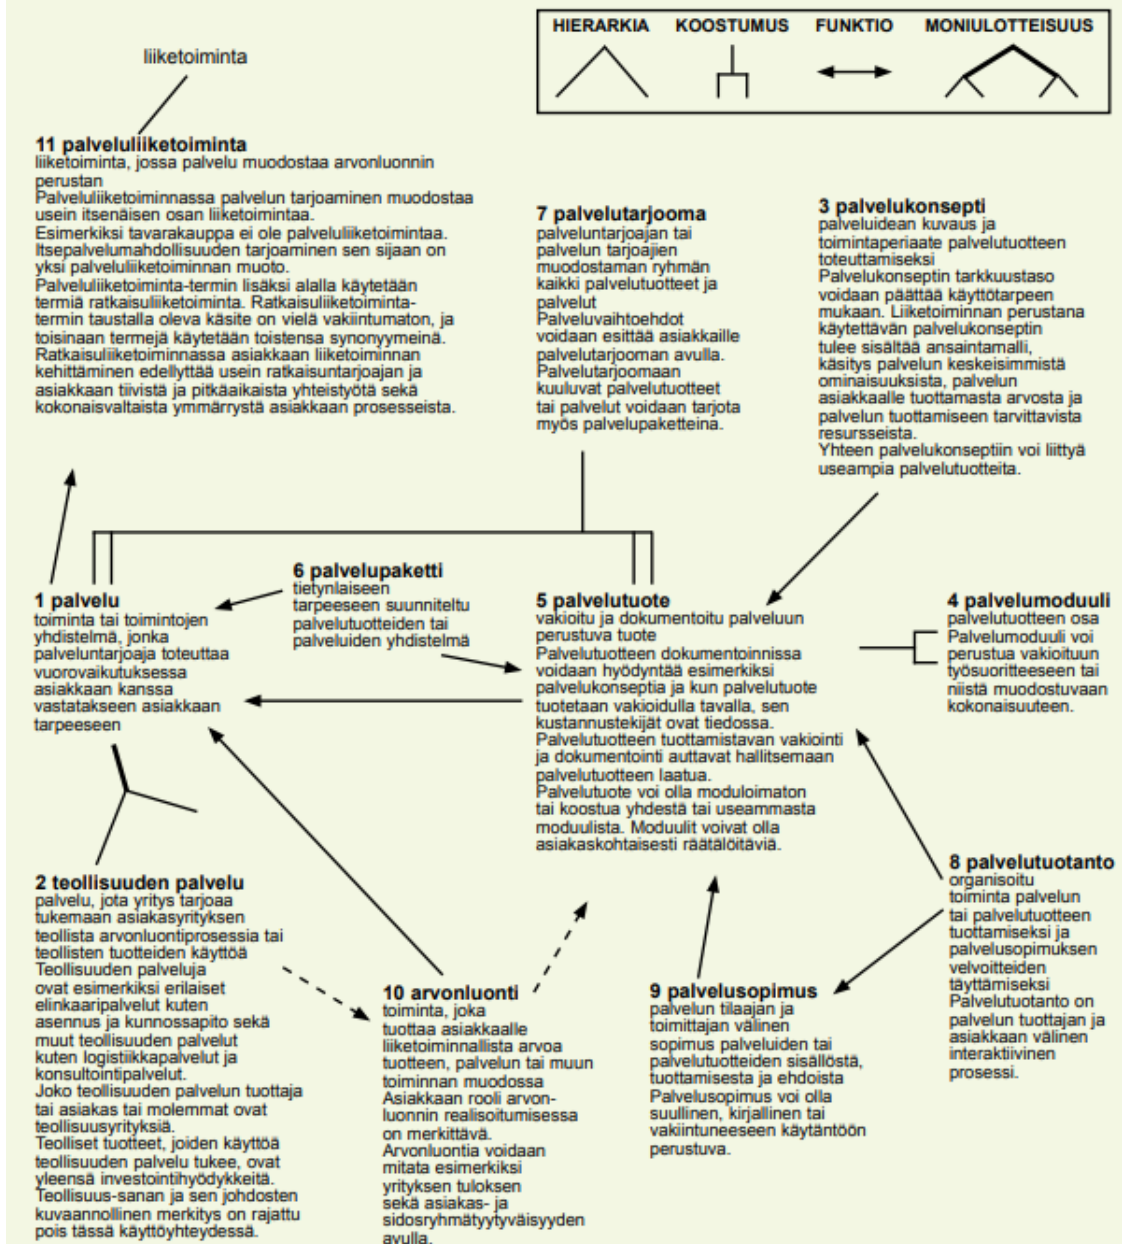 HIERARKIA KOOSTUMUS FUNKTIO MONIULOTTEISUUS
liiketoiminta
11 palveluliiketoiminta
liiketoiminta, jossa palvelu muodostaa arvonluonnin
perustan
Palveluliiketoiminnassa palvelun tarjoaminen muodostaa
usein itsenäisen osan liiketoimintaa.
Esimerkiksi tavarakauppa ei ole palveluliiketoimintaa.
Itsepalvelumahdollisuuden tarjoaminen sen sijaan on
yksi palveluliiketoiminnan muoto.
Palveluliiketoiminta-termin lisäksi alalla käytetään
termiä ratkaisuliiketoiminta. Ratkaisuliiketoiminta-
termin taustalla oleva käsite on vielä vakiintumaton, ja
toisinaan termejä käytetään toistensa synonyymeinä.
Ratkaisuliiketoiminnassa asiakkaan liiketoiminnan
kehittäminen edellyttää usein ratkaisuntarjoajan ja
asiakkaan tiivistä ja pitkäaikaista yhteistyötä sekä
kokonaisvaltaista ymmärrystä asiakkaan prosesseista.
7 palvelutarjooma
palveluntarjoajan tai
palvelun tarjoajien
muodostaman ryhmän
kaikki palvelutuotteet ja
palvelut
Palveluvaihtoehdot
voidaan esittää asiakkaille
palvelutarjooman avulla.
Palvelutarjoomaan
kuuluvat palvelutuotteet
tai palvelut voidaan tarjota
myös palvelupaketteina.
3 palvelukonsepti
palveluidean kuvaus ja
toimintaperiaate palvelutuotteen
toteuttamiseksi
Palvelukonseptin tarkkuustaso
voidaan päättää käyttötarpeen
mukaan. Liiketoiminnan perustana
käytettävän palvelukonseptin
tulee sisältää ansaintamalli,
käsitys palvelun keskeisimmistä
ominaisuuksista, palvelun
asiakkaalle tuottamasta arvosta ja
palvelun tuottamiseen tarvittavista
resursseista.
Yhteen palvelukonseptiin voi liittyä
useampia palvelutuotteita.
1 palvelu
toiminta tai toimintojen
yhdistelmä, jonka
palveluntarjoaja toteuttaa
vuorovaikutuksessa
asiakkaan kanssa
vastatakseen asiakkaan
tarpeeseen
6 palvelupaketti
tietynlaiseen
tarpeeseen suunniteltu
palvelutuotteiden tai
palveluiden yhdistelmä
5 palvelutuote
vakioitu ja dokumentoitu palveluun
perustuva tuote
Palvelutuotteen dokumentoinnissa
voidaan hyödyntää esimerkiksi
palvelukonseptia ja kun palvelutuote
tuotetaan vakioidulla tavalla, sen
kustannustekijät ovat tiedossa.
Palvelutuotteen tuottamistavan vakiointi
ja dokumentointi auttavat hallitsemaan
palvelutuotteen laatua.
Palvelutuote voi olla moduloimaton
tai koostua yhdestä tai useammasta
moduulista. Moduulit voivat olla
asiakaskohtaisesti räätälöitäviä.
4 palvelumoduuli
palvelutuotteen osa
Palvelumoduuli voi
perustua vakioituun
työsuoritteeseen tai
niistä muodostuvaan
kokonaisuuteen.
2 teollisuuden palvelu
palvelu, jota yritys tarjoaa
tukemaan asiakasyrityksen
teollista arvonluontiprosessia tai
teollisten tuotteiden käyttöä
Teollisuuden palveluja
ovat esimerkiksi erilaiset
elinkaaripalvelut kuten
asennus ja kunnossapito sekä
muut teollisuuden palvelut
kuten logistiikkapalvelut ja
konsultointipalvelut.
Joko teollisuuden palvelun tuottaja
tai asiakas tai molemmat ovat
teollisuusyrityksiä.
Teolliset tuotteet, joiden käyttöä
teollisuuden palvelu tukee, ovat
yleensä investointihyödykkeitä.
Teollisuus-sanan ja sen johdosten
kuvaannollinen merkitys on rajattu
pois tässä käyttöyhteydessä.
10 arvonluonti
toiminta, joka
tuottaa asiakkaalle
liiketoiminnallista arvoa
tuotteen, palvelun tai muun
toiminnan muodossa
Asiakkaan rooli arvon-
luonnin realisoitumisessa
on merkittävä.
Arvonluontia voidaan
mitata esimerkiksi
yrityksen tuloksen
sekä asiakas- ja
sidosryhmätyytyväisyyden
avulla.
9 palvelusopimus
palvelun tilaajan ja
toimittajan välinen
sopimus palveluiden tai
palvelutuotteiden sisällöstä,
tuottamisesta ja ehdoista
Palvelusopimus voi olla
suullinen, kirjallinen tai
vakiintuneeseen käytäntöön
perustuva.
8 palvelutuotanto
organisoitu
toiminta palvelun
tai palvelutuotteen
tuottamiseksi ja
palvelusopimuksen
velvoitteiden
täyttämiseksi
Palvelutuotanto on
palvelun tuottajan ja
asiakkaan välinen
interaktiivinen
prosessi.